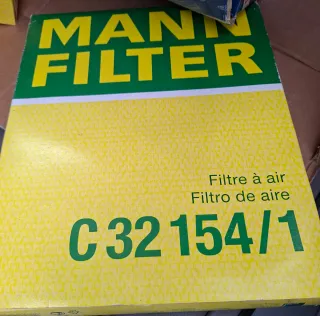 MANN
FILTER
Filtre à air
Filtro de aire
C 32 154/1